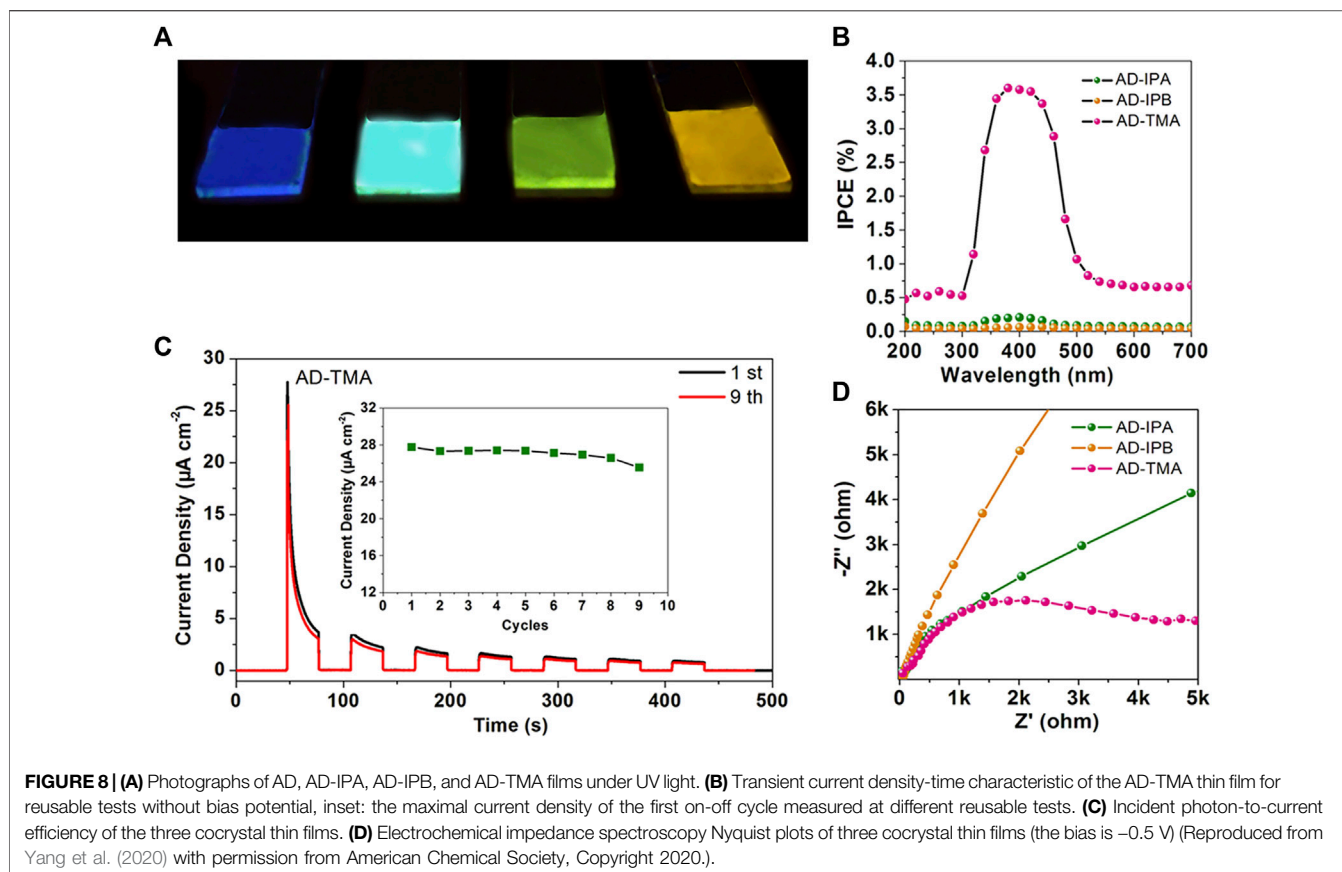 A
B
4.0
3.5
3.0
2.5
2.0
1.5
1.0
0.5
0.0
IPCE (%)
AD-IPA
AD-IPB
AD-TMA
200 300 400 500 600 700
Wavelength (nm)
C
30
25
20
15
10
5
0
Current Density (µA cm⁻²)
AD-TMA
1 st
9 th
32
28
24
20
16
12
Current Density (µA cm⁻²)
0 1 2 3 4 5 6 7 8 9 10
Cycles
0 100 200 300 400 500
Time (s)
D
6k
5k
4k
3k
2k
1k
-Z'' (ohm)
AD-IPA
AD-IPB
AD-TMA
0 1k 2k 3k 4k 5k
Z' (ohm)
FIGURE 8 | (A) Photographs of AD, AD-IPA, AD-IPB, and AD-TMA films under UV light. (B) Transient current density-time characteristic of the AD-TMA thin film for
reusable tests without bias potential, inset: the maximal current density of the first on-off cycle measured at different reusable tests. (C) Incident photon-to-current
efficiency of the three cocrystal thin films. (D) Electrochemical impedance spectroscopy Nyquist plots of three cocrystal thin films (the bias is −0.5 V) (Reproduced from
Yang et al. (2020) with permission from American Chemical Society, Copyright 2020.).